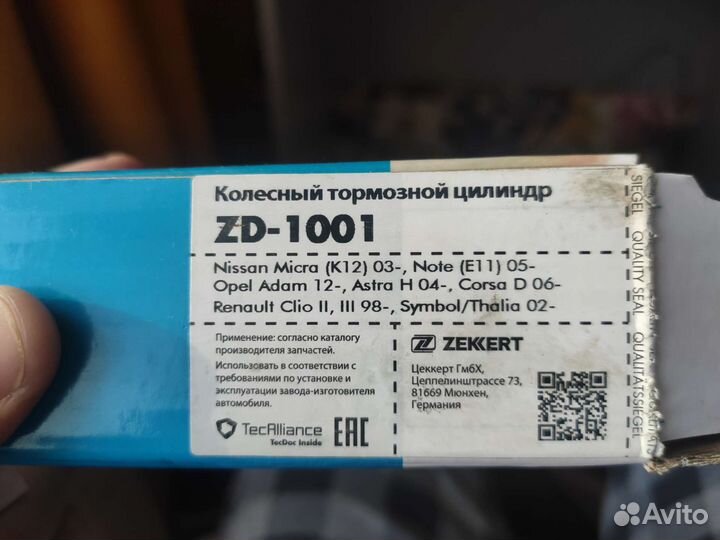 Колесный тормозной цилиндр
ZD-1001
Nissan Micra (K12) 03-, Note (E11) 05-
Opel Adam 12-, Astra H 04-, Corsa D 06-
Renault Clio II, III 98-, Symbol/Thalia 02-
Применение: согласно каталогу
производителя запчастей.
Использовать в соответствии с
требованиями по установке и
эксплуатации завода-изготовителя
автомобиля.
TecAlliance
TecDoc Inside
EAC
ZEKKERT
Цеккерт ГмбХ,
Цеппелинштрассе 73,
81669 Мюнхен,
Германия
SIEGEL QUALITY SEAL QUALITÄTSSIEGEL
Avito